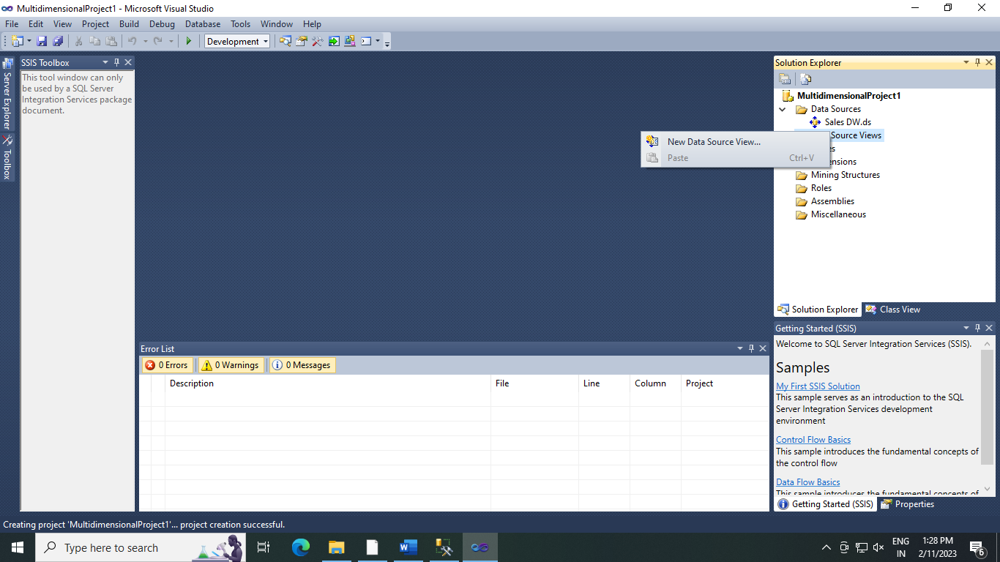 MultidimensionalProject1 - Microsoft Visual Studio
File Edit View Project Build Debug Database Tools Window Help
Development
Server Explorer
Toolbox
SSIS Toolbox
This tool window can only
be used by a SQL Server
Integration Services package
document.
Solution Explorer
MultidimensionalProject1
Data Sources
Sales DW.ds
Source Views
New Data Source View...
Paste Ctrl+V
Mining Structures
Roles
Assemblies
Miscellaneous
Solution Explorer Class View
Error List
0 Errors 0 Warnings 0 Messages
Description File Line Column Project
Getting Started (SSIS)
Welcome to SQL Server Integration Services (SSIS).
Samples
My First SSIS Solution
This sample serves as an introduction to the SQL
Server Integration Services development
environment
Control Flow Basics
This sample introduces the fundamental concepts of
the control flow
Data Flow Basics
This sample introduces the fundamental concepts of
Getting Started (SSIS) Properties
Creating project 'MultidimensionalProject1'... project creation successful.
Type here to search
ENG
IN
1:28 PM
2/11/2023
6